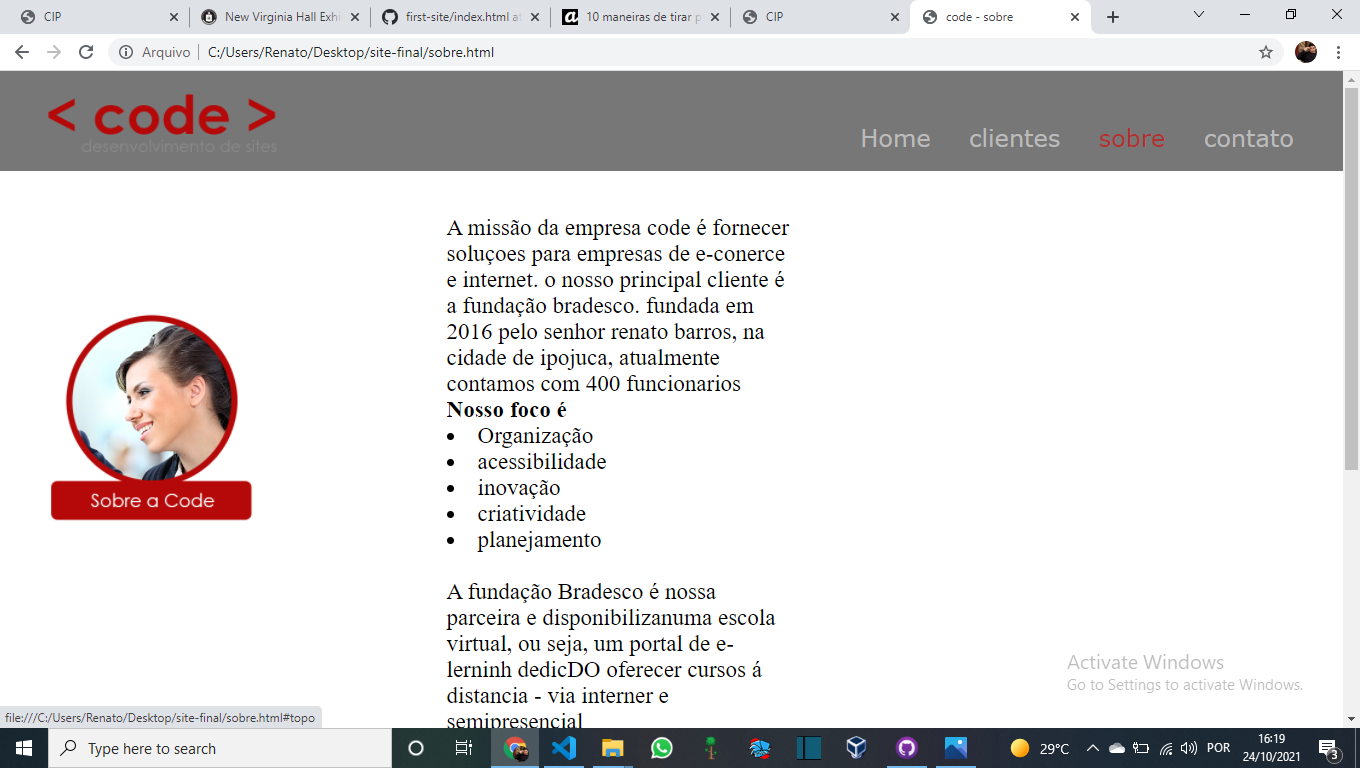 CIP
New Virginia Hall Exhi
first-site/index.html at
10 maneiras de tirar p
CIP
code - sobre
Arquivo
C:/Users/Renato/Desktop/site-final/sobre.html
< code >
desenvolvimento de sites
Home
clientes
sobre
contato
A missão da empresa code é fornecer
soluçoes para empresas de e-conerce
e internet. o nosso principal cliente é
a fundação bradesco. fundada em
2016 pelo senhor renato barros, na
cidade de ipojuca, atualmente
contamos com 400 funcionarios
Nosso foco é
Organização
acessibilidade
inovação
criatividade
planejamento
Sobre a Code
A fundação Bradesco é nossa
parceira e disponibilizanuma escola
virtual, ou seja, um portal de e-
lerninh dedicDO oferecer cursos á
distancia - via interner e
semipresencial
Activate Windows
Go to Settings to activate Windows.
file:///C:/Users/Renato/Desktop/site-final/sobre.html#topo
Type here to search
29°C
POR
16:19
24/10/2021
3